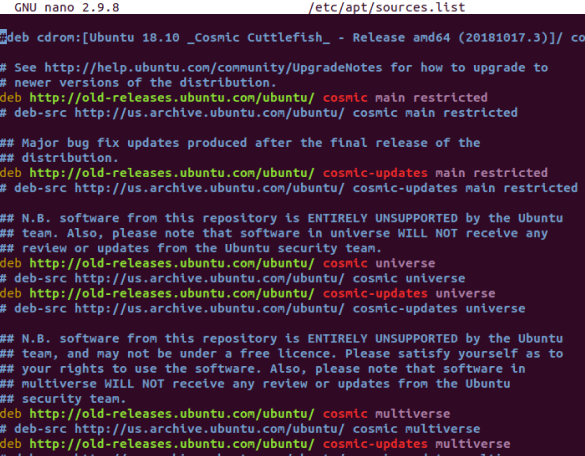 GNU nano 2.9.8 /etc/apt/sources.list
#deb cdrom:[Ubuntu 18.10 _Cosmic Cuttlefish_ - Release amd64 (20181017.3)]/ co
# See http://help.ubuntu.com/community/UpgradeNotes for how to upgrade to
# newer versions of the distribution.
deb http://old-releases.ubuntu.com/ubuntu/ cosmic main restricted
# deb-src http://us.archive.ubuntu.com/ubuntu/ cosmic main restricted
## Major bug fix updates produced after the final release of the
## distribution.
deb http://old-releases.ubuntu.com/ubuntu/ cosmic-updates main restricted
# deb-src http://us.archive.ubuntu.com/ubuntu/ cosmic-updates main restricted
## N.B. software from this repository is ENTIRELY UNSUPPORTED by the Ubuntu
## team. Also, please note that software in universe WILL NOT receive any
## review or updates from the Ubuntu security team.
deb http://old-releases.ubuntu.com/ubuntu/ cosmic universe
# deb-src http://us.archive.ubuntu.com/ubuntu/ cosmic universe
deb http://old-releases.ubuntu.com/ubuntu/ cosmic-updates universe
# deb-src http://us.archive.ubuntu.com/ubuntu/ cosmic-updates universe
## N.B. software from this repository is ENTIRELY UNSUPPORTED by the Ubuntu
## team, and may not be under a free licence. Please satisfy yourself as to
## your rights to use the software. Also, please note that software in
## multiverse WILL NOT receive any review or updates from the Ubuntu
## security team.
deb http://old-releases.ubuntu.com/ubuntu/ cosmic multiverse
# deb-src http://us.archive.ubuntu.com/ubuntu/ cosmic multiverse
deb http://old-releases.ubuntu.com/ubuntu/ cosmic-updates multiverse